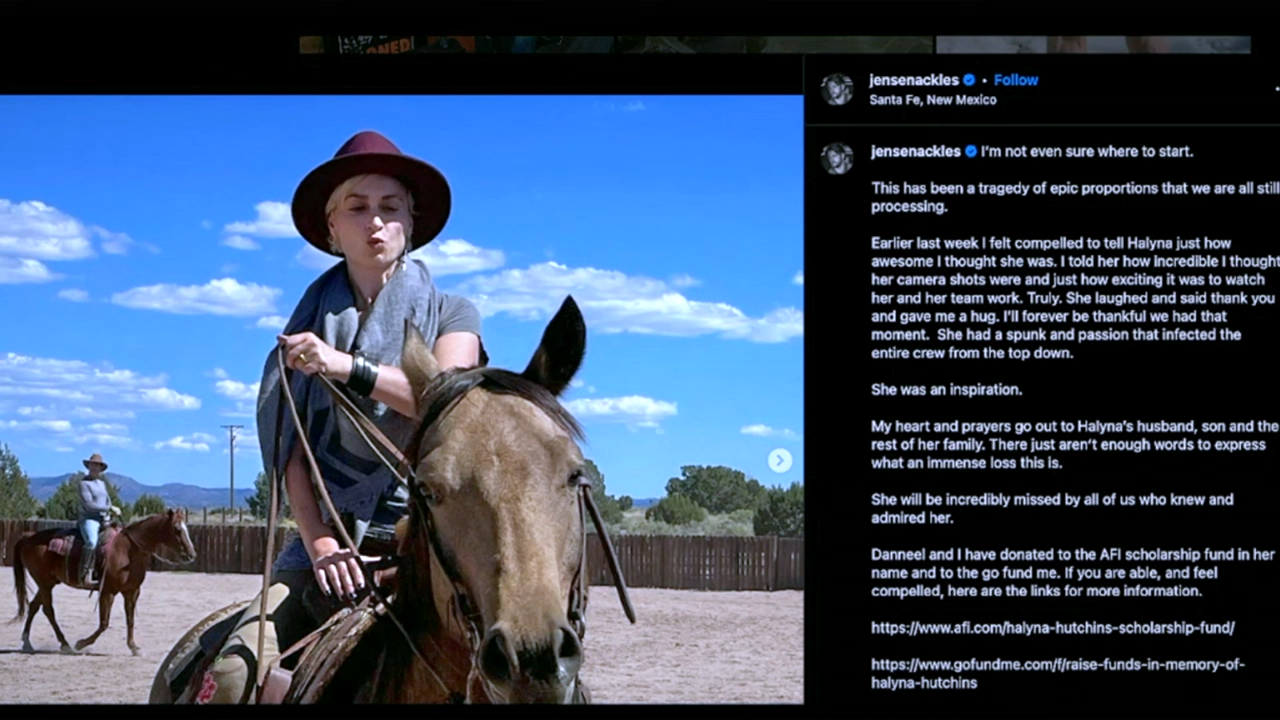 ONED!
jensenackles • Follow
Santa Fe, New Mexico
jensenackles I'm not even sure where to start.
This has been a tragedy of epic proportions that we are all still
processing.
Earlier last week I felt compelled to tell Halyna just how
awesome I thought she was. I told her how incredible I thought
her camera shots were and just how exciting it was to watch
her and her team work. Truly. She laughed and said thank you
and gave me a hug. I'll forever be thankful we had that
moment. She had a spunk and passion that infected the
entire crew from the top down.
She was an inspiration.
My heart and prayers go out to Halyna's husband, son and the
rest of her family. There just aren't enough words to express
what an immense loss this is.
She will be incredibly missed by all of us who knew and
admired her.
Danneel and I have donated to the AFI scholarship fund in her
name and to the go fund me. If you are able, and feel
compelled, here are the links for more information.
https://www.afi.com/halyna-hutchins-scholarship-fund/
https://www.gofundme.com/f/raise-funds-in-memory-of-
halyna-hutchins